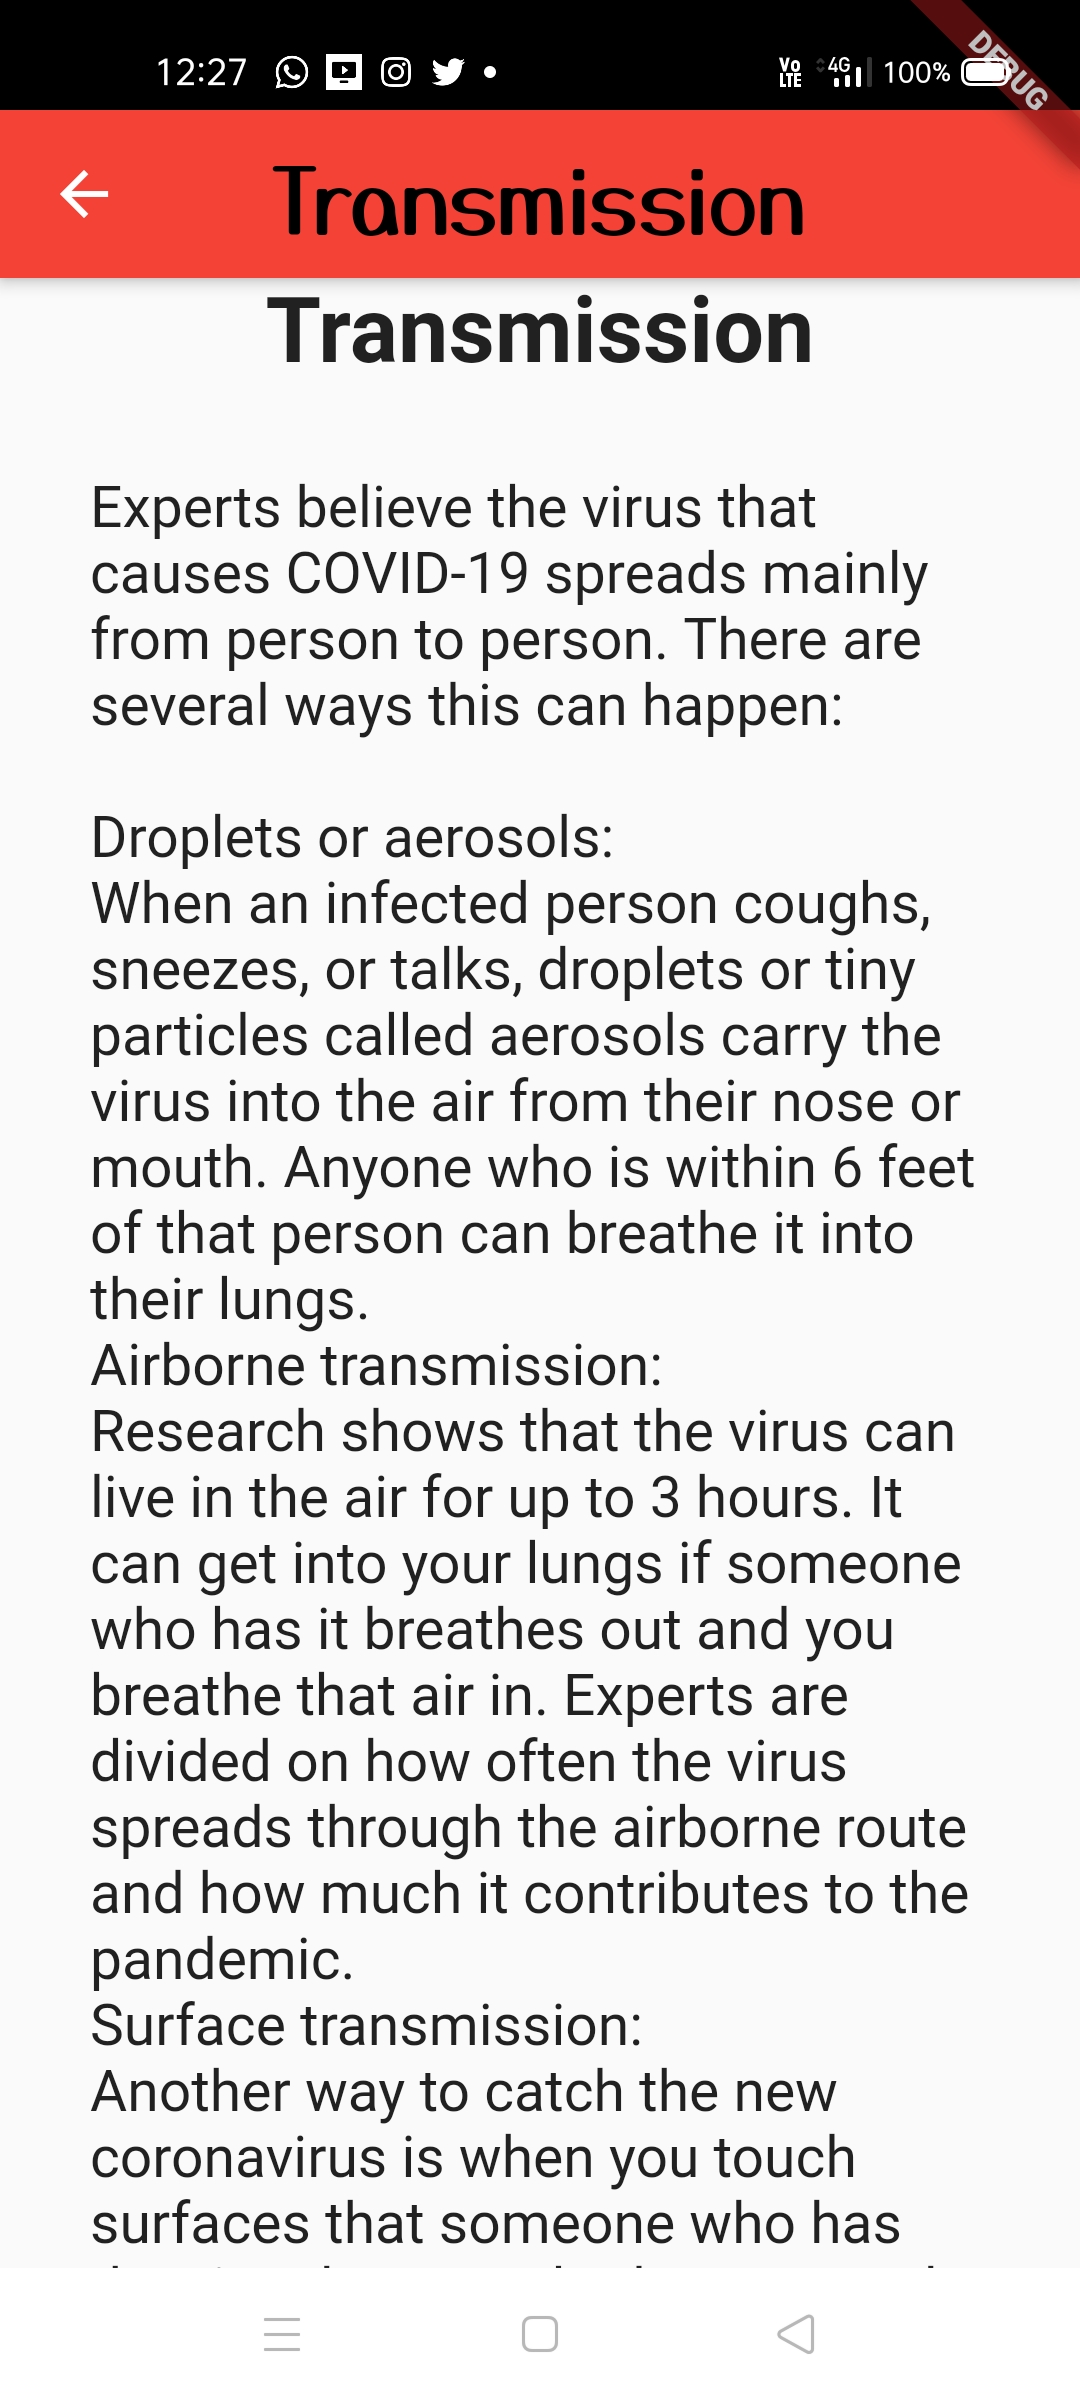 12:27
Vo
LTE
4G
100%
DEBUG
Transmission
Transmission
Experts believe the virus that
causes COVID-19 spreads mainly
from person to person. There are
several ways this can happen:
Droplets or aerosols:
When an infected person coughs,
sneezes, or talks, droplets or tiny
particles called aerosols carry the
virus into the air from their nose or
mouth. Anyone who is within 6 feet
of that person can breathe it into
their lungs.
Airborne transmission:
Research shows that the virus can
live in the air for up to 3 hours. It
can get into your lungs if someone
who has it breathes out and you
breathe that air in. Experts are
divided on how often the virus
spreads through the airborne route
and how much it contributes to the
pandemic.
Surface transmission:
Another way to catch the new
coronavirus is when you touch
surfaces that someone who has